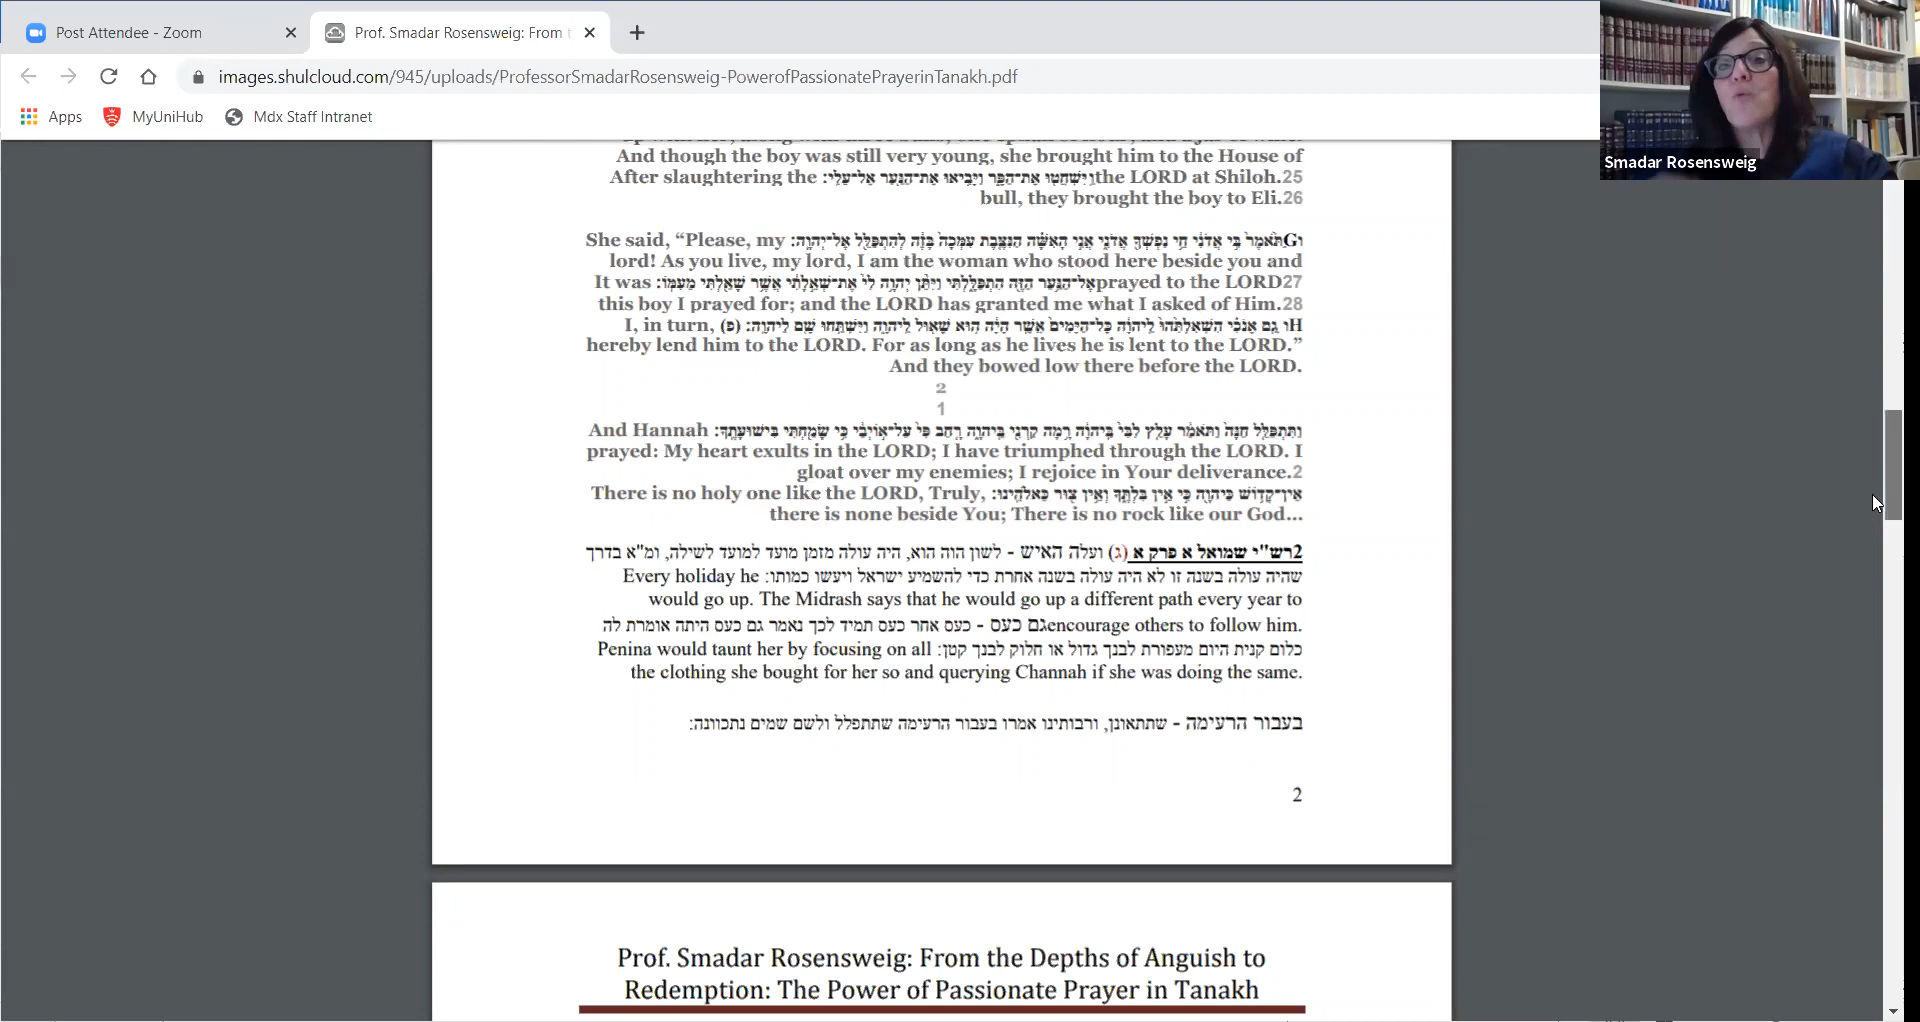 Post Attendee - Zoom
Prof. Smadar Rosensweig: From t
images.shulcloud.com/945/uploads/ProfessorSmadarRosensweig-PowerofPassionatePrayerinTanakh.pdf
Apps MyUniHub Mdx Staff Intranet
Smadar Rosensweig
And though the boy was still very young, she brought him to the House of
After slaughtering the וַֽיִּשְׁחֲט֖וּ אֶת־הַפָּ֑ר וַיָּבִ֥יאוּ אֶת־הַנַּ֖עַר אֶל־עֵלִֽי׃ the LORD at Shiloh.25
bull, they brought the boy to Eli.26
She said, “Please, my וGַתֹּ֙אמֶר֙ בִּ֣י אֲדֹנִ֔י חֵ֥י נַפְשְׁךָ֖ אֲדֹנִ֑י אֲנִ֣י הָאִשָּׁ֗ה הַנִּצֶּ֤בֶת עִמְּכָה֙ בָּזֶ֔ה לְהִתְפַּלֵּ֖ל אֶל־יְהוָֽה׃
lord! As you live, my lord, I am the woman who stood here beside you and
It was אֶל־הַנַּ֥עַר הַזֶּ֖ה הִתְפַּלָּ֑לְתִּי וַיִּתֵּ֨ן יְהוָ֥ה לִי֙ אֶת־שְׁאֵ֣לָתִ֔י אֲשֶׁ֥ר שָׁאַ֖לְתִּי מֵעִמּֽוֹ׃ prayed to the LORD27
this boy I prayed for; and the LORD has granted me what I asked of Him.28
I, in turn, Hו גַ֣ם אָנֹכִ֗י הִשְׁאִלְתִּ֙הוּ֙ לַֽיהוָ֔ה כָּל־הַיָּמִים֙ אֲשֶׁ֣ר הָיָ֔ה ה֥וּא שָׁא֖וּל לַֽיהוָ֑ה וַיִּשְׁתַּ֥חוּ שָׁ֖ם לַיהוָֽה׃ (פ)
hereby lend him to the LORD. For as long as he lives he is lent to the LORD.”
And they bowed low there before the LORD.
2
1
And Hannah וַתִּתְפַּלֵּ֤ל חַנָּה֙ וַתֹּאמַ֔ר עָלַ֤ץ לִבִּי֙ בַּֽיהוָ֔ה רָ֥מָה קַרְנִ֖י בַּֽיהוָ֑ה רָ֤חַב פִּי֙ עַל־א֣וֹיְבַ֔י כִּ֥י שָׂמַ֖חְתִּי בִּישׁוּעָתֶֽךָ׃
prayed: My heart exults in the LORD; I have triumphed through the LORD. I
gloat over my enemies; I rejoice in Your deliverance.2
There is no holy one like the LORD, Truly, אֵין־קָד֥וֹשׁ כַּיהוָ֖ה כִּ֣י אֵ֣ין בִּלְתֶּ֑ךָ וְאֵ֥ין צ֖וּר כֵּאלֹהֵֽינוּ׃
there is none beside You; There is no rock like our God...
2רש"י שמואל א פרק א (ג) ועלה האיש - לשון הוה הוא, היה עולה מזמן מועד למועד לשילה, ומ"א בדרך
שהיה עולה בשנה זו לא היה עולה בשנה אחרת כדי להשמיע ישראל ויעשו כמותו: Every holiday he
would go up. The Midrash says that he would go up a different path every year to
גם כעס - כעס אחר כעס תמיד לכך נאמר גם כעס היתה אומרת לה encourage others to follow him.
כלום קנית היום מעפורת לבנך גדול או חלוק לבנך קטן: Penina would taunt her by focusing on all
the clothing she bought for her so and querying Channah if she was doing the same.
בעבור הרעימה - שתתאונן, ורבותינו אמרו בעבור הרעימה שתתפלל ולשם שמים נתכוונה:
2
Prof. Smadar Rosensweig: From the Depths of Anguish to
Redemption: The Power of Passionate Prayer in Tanakh